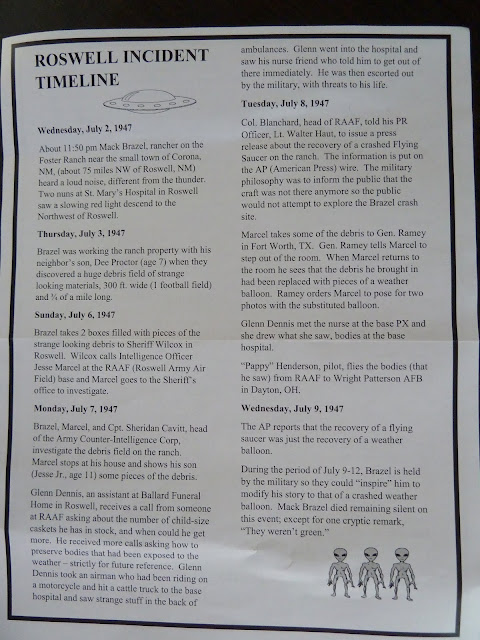 ROSWELL INCIDENT
TIMELINE
Wednesday, July 2, 1947
About 11:50 pm Mack Brazel, rancher on the
Foster Ranch near the small town of Corona,
NM, (about 75 miles NW of Roswell, NM)
heard a loud noise, different from the thunder.
Two nuns at St. Mary's Hospital in Roswell
saw a slowing red light descend to the
Northwest of Roswell.
Thursday, July 3, 1947
Brazel was working the ranch property with his
neighbor's son, Dee Proctor (age 7) when they
discovered a huge debris field of strange
looking materials, 300 ft. wide (1 football field)
and ¾ of a mile long.
Sunday, July 6, 1947
Brazel takes 2 boxes filled with pieces of the
strange looking debris to Sheriff Wilcox in
Roswell. Wilcox calls Intelligence Officer
Jesse Marcel at the RAAF (Roswell Army Air
Field) base and Marcel goes to the Sheriff's
office to investigate.
Monday, July 7, 1947
Brazel, Marcel, and Cpt. Sheridan Cavitt, head
of the Army Counter-Intelligence Corp,
investigate the debris field on the ranch.
Marcel stops at his house and shows his son
(Jesse Jr., age 11) some pieces of the debris.
Glenn Dennis, an assistant at Ballard Funeral
Home in Roswell, receives a call from someone
at RAAF asking about the number of child-size
caskets he has in stock, and when could he get
more. He received more calls asking how to
preserve bodies that had been exposed to the
weather – strictly for future reference. Glenn
Dennis took an airman who had been riding on
a motorcycle and hit a cattle truck to the base
hospital and saw strange stuff in the back of
ambulances. Glenn went into the hospital and
saw his nurse friend who told him to get out of
there immediately. He was then escorted out
by the military, with threats to his life.
Tuesday, July 8, 1947
Col. Blanchard, head of RAAF, told his PR
Officer, Lt. Walter Haut, to issue a press
release about the recovery of a crashed Flying
Saucer on the ranch. The information is put on
the AP (American Press) wire. The military
philosophy was to inform the public that the
craft was not there anymore so the public
would not attempt to explore the Brazel crash
site.
Marcel takes some of the debris to Gen. Ramey
in Fort Worth, TX. Gen. Ramey tells Marcel to
step out of the room. When Marcel returns to
the room he sees that the debris he brought in
had been replaced with pieces of a weather
balloon. Ramey orders Marcel to pose for two
photos with the substituted balloon.
Glenn Dennis met the nurse at the base PX and
she drew what she saw, bodies at the base
hospital.
"Pappy" Henderson, pilot, flies the bodies (that
he saw) from RAAF to Wright Patterson AFB
in Dayton, OH.
Wednesday, July 9, 1947
The AP reports that the recovery of a flying
saucer was just the recovery of a weather
balloon.
During the period of July 9-12, Brazel is held
by the military so they could "inspire" him to
modify his story to that of a crashed weather
balloon. Mack Brazel died remaining silent on
this event; except for one cryptic remark,
"They weren't green."